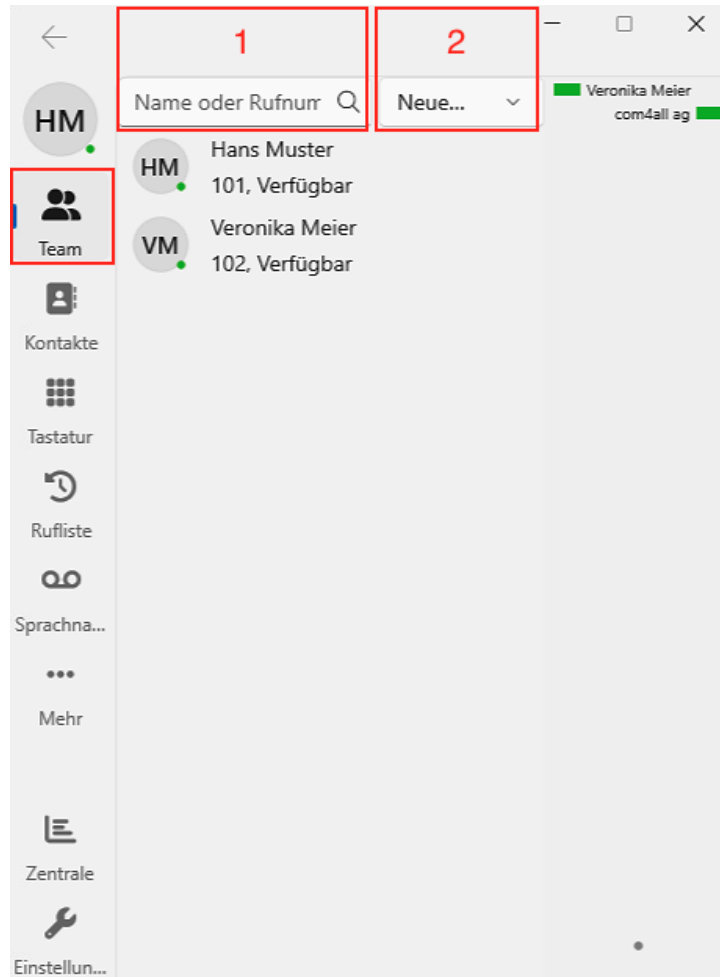 1
2
HM
Name oder Rufnum
Neue...
Veronika Meier
com4all ag
HM
Hans Muster
101, Verfügbar
VM
Veronika Meier
102, Verfügbar
Team
Kontakte
Tastatur
Rufliste
Sprachna...
Mehr
Zentrale
Einstellun...